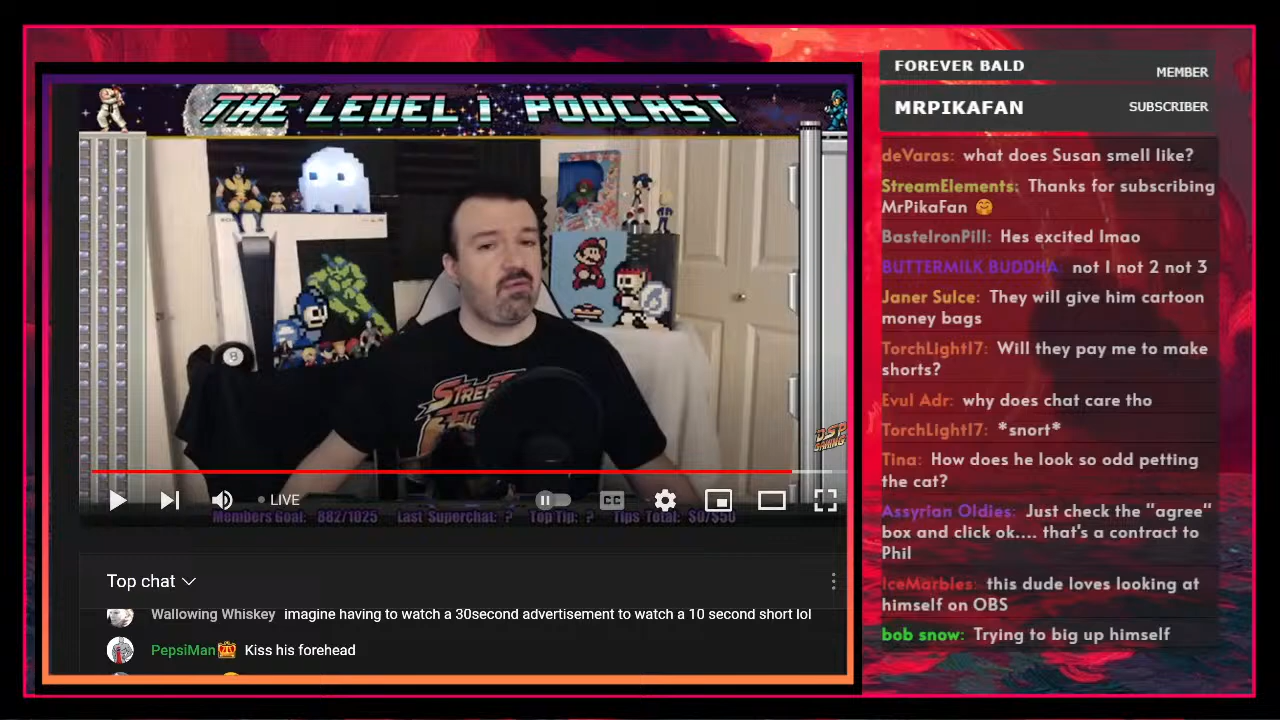 THE LEVEL 1 PODCAST
STREET
DSP
GAMING
LIVE
CC
Members Goal: 882/1025 Last Superchat: ? Top Tip: ? Tips Total: $0/$50
Top chat
Wallowing Whiskey imagine having to watch a 30second advertisement to watch a 10 second short lol
PepsiMan Kiss his forehead
FOREVER BALD MEMBER
MRPIKAFAN SUBSCRIBER
deVaras: what does Susan smell like?
StreamElements: Thanks for subscribing
MrPikaFan 🤗
BasteIronPill: Hes excited lmao
BUTTERMILK BUDDHA: not 1 not 2 not 3
Janer Sulce: They will give him cartoon
money bags
TorchLight17: Will they pay me to make
shorts?
Evul Adr: why does chat care tho
TorchLight17: *snort*
Tina: How does he look so odd petting
the cat?
Assyrian Oldies: Just check the "agree"
box and click ok.... that's a contract to
Phil
IceMarbles: this dude loves looking at
himself on OBS
bob snow: Trying to big up himself